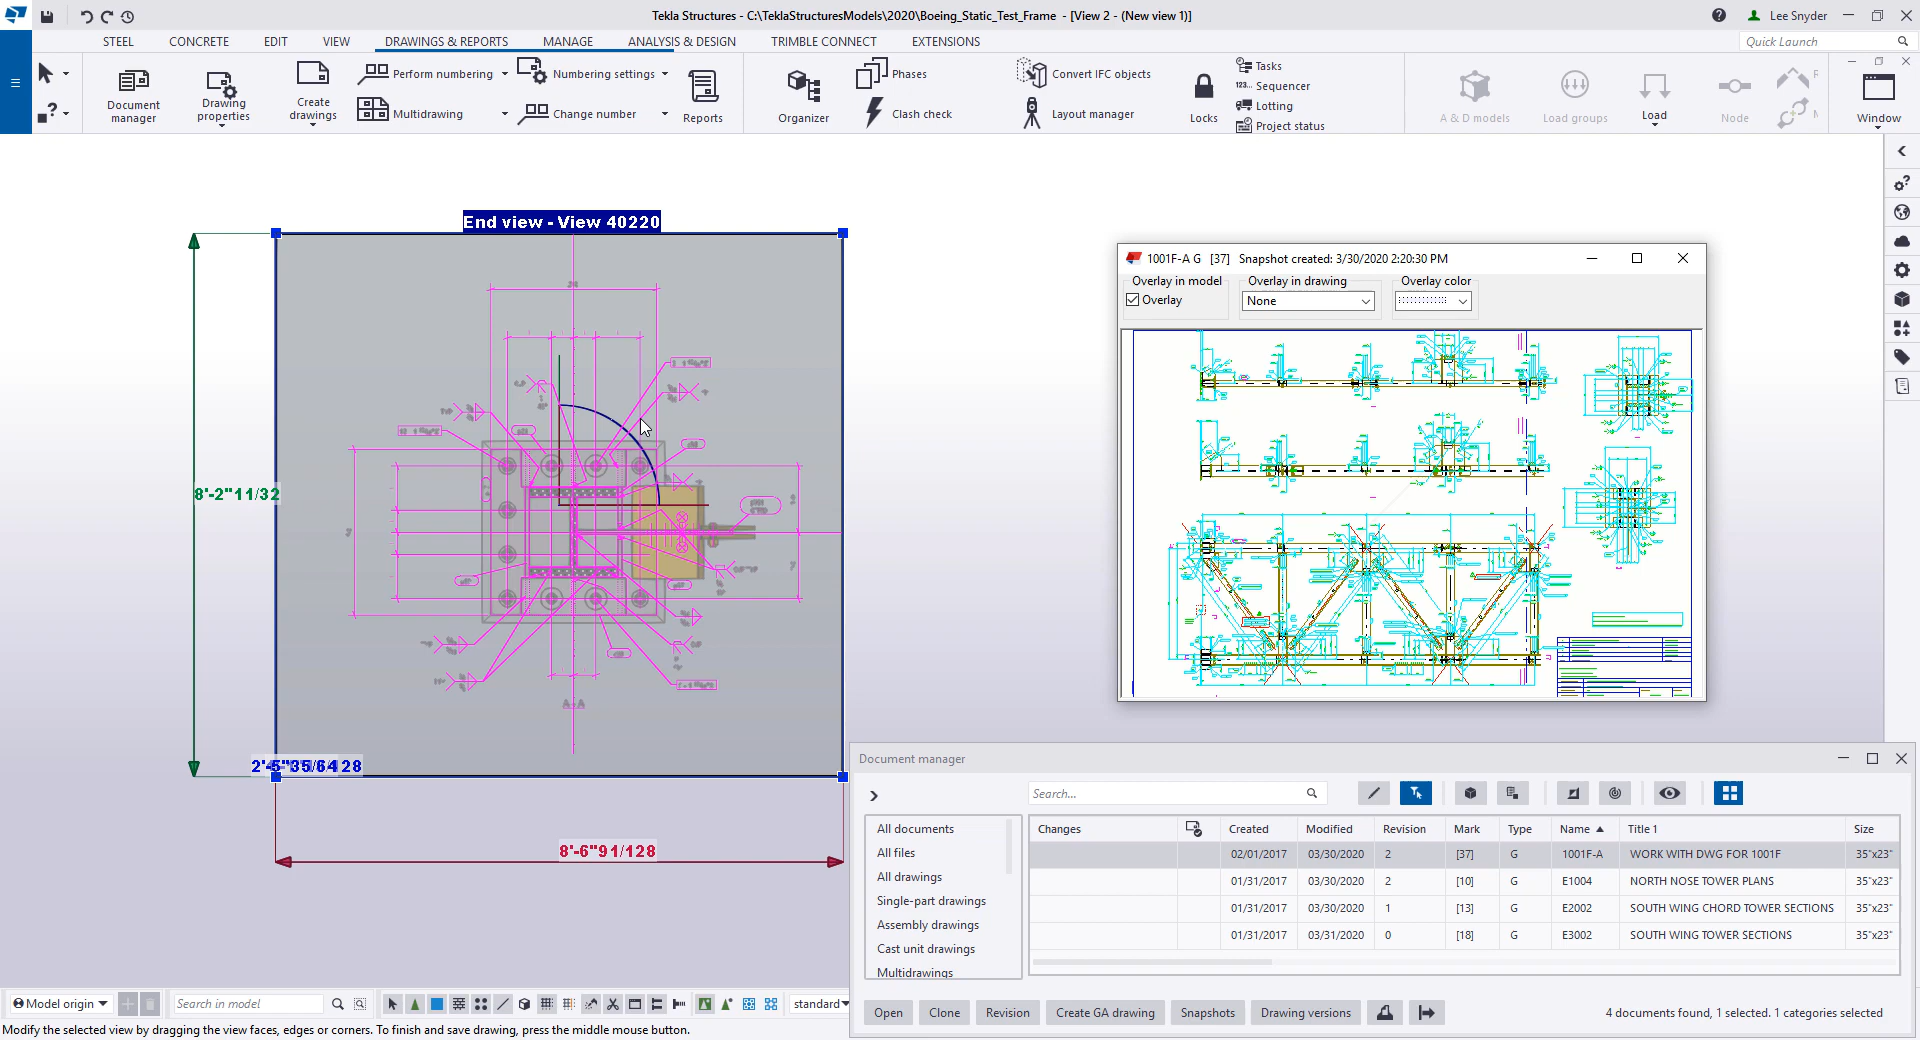 Tekla Structures - C:\TeklaStructuresModels\2020\Boeing_Static_Test_Frame - [View 2 - (New view 1)]
Lee Snyder
STEEL CONCRETE EDIT VIEW DRAWINGS & REPORTS MANAGE ANALYSIS & DESIGN TRIMBLE CONNECT EXTENSIONS
Quick Launch
Document manager
Drawing properties
Create drawings
Perform numbering
Multidrawing
Numbering settings
Change number
Reports
Organizer
Phases
Clash check
Convert IFC objects
Layout manager
Locks
Tasks
Sequencer
Lotting
Project status
A & D models
Load groups
Load
Node
Window
End view - View 40220
8'-2"11/32
8'-6"91/128
A - A
1001F-A G [37] Snapshot created: 3/30/2020 2:20:30 PM
Overlay in model
Overlay
Overlay in drawing
None
Overlay color
Document manager
Search...
All documents
All files
All drawings
Single-part drawings
Assembly drawings
Cast unit drawings
Multidrawings
Changes Created Modified Revision Mark Type Name Title 1 Size
02/01/2017 03/30/2020 2 [37] G 1001F-A WORK WITH DWG FOR 1001F 35"x23"
01/31/2017 03/30/2020 2 [10] G E1004 NORTH NOSE TOWER PLANS 35"x23"
01/31/2017 03/30/2020 1 [13] G E2002 SOUTH WING CHORD TOWER SECTIONS 35"x23"
01/31/2017 03/31/2020 0 [18] G E3002 SOUTH WING TOWER SECTIONS 35"x23"
Open Clone Revision Create GA drawing Snapshots Drawing versions
4 documents found, 1 selected. 1 categories selected
Model origin
Search in model
standard
Modify the selected view by dragging the view faces, edges or corners. To finish and save drawing, press the middle mouse button.